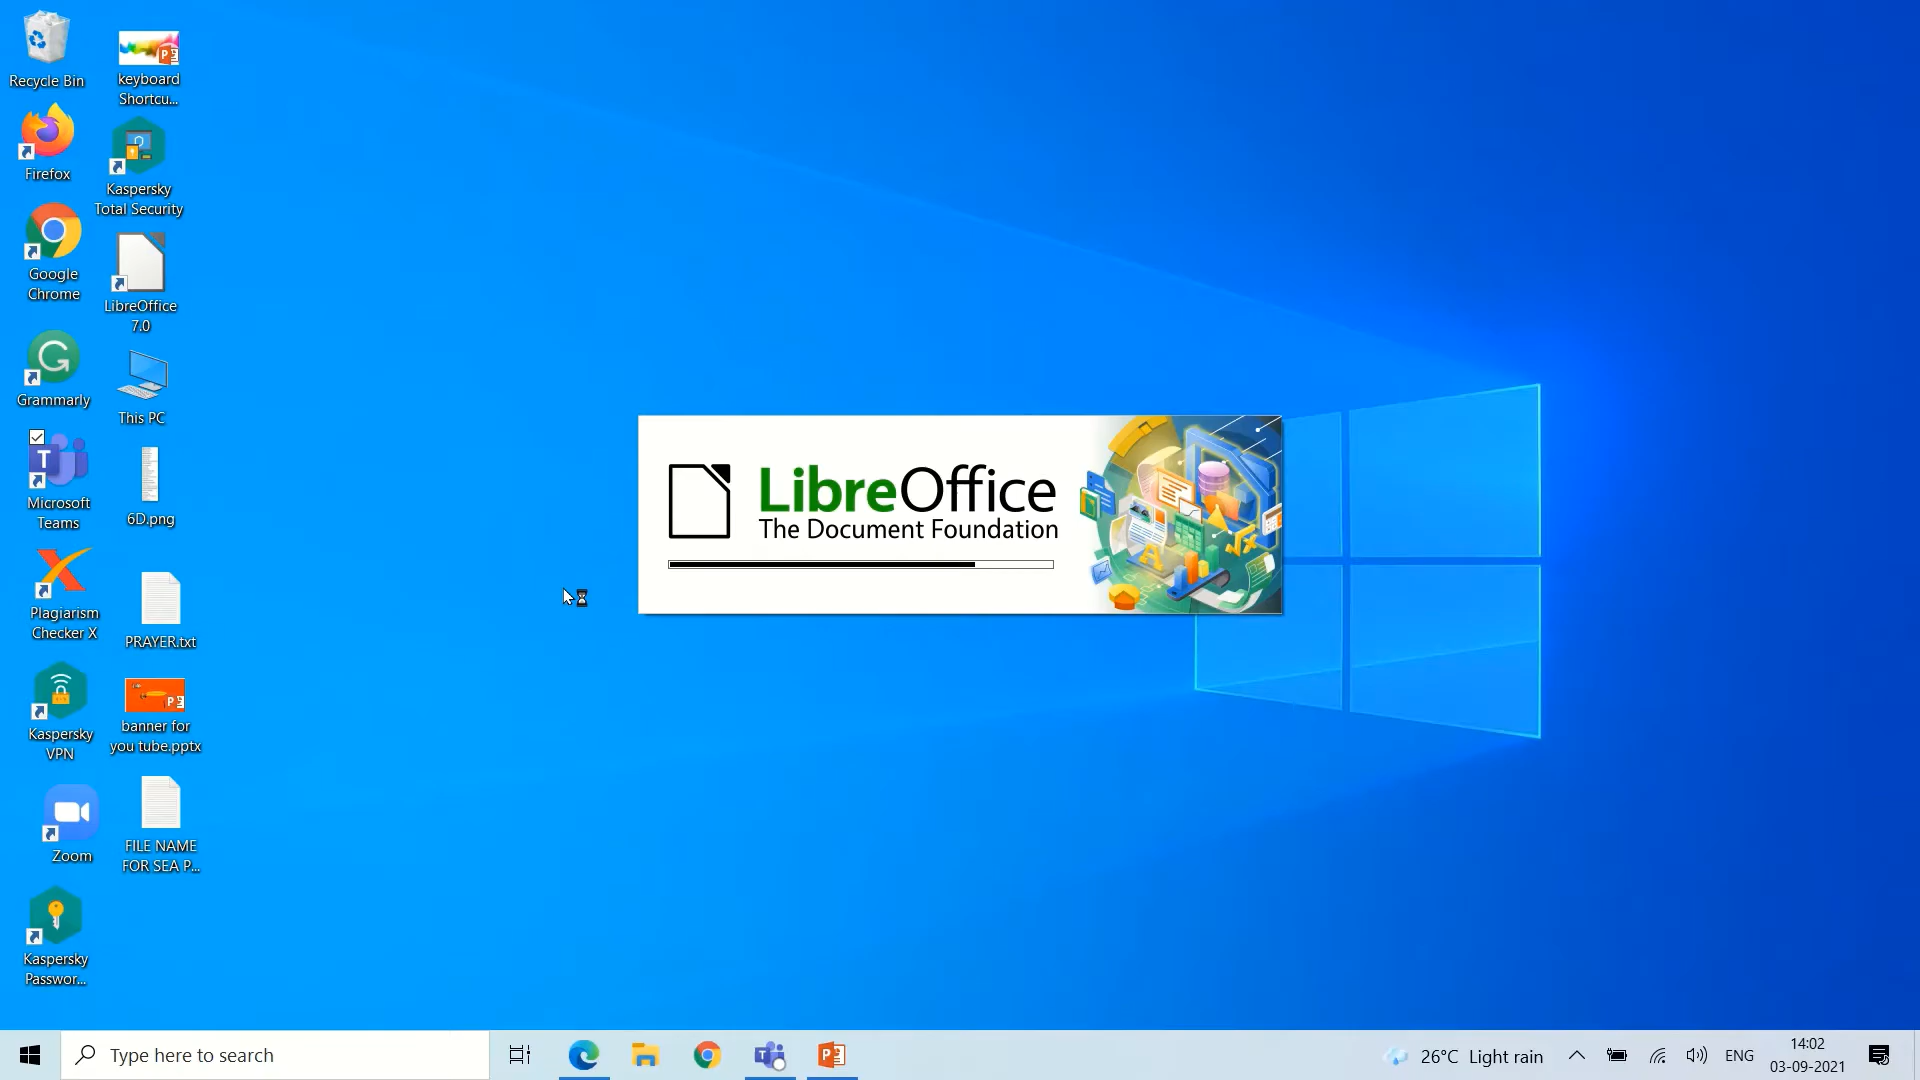 Recycle Bin
Firefox
Google
Chrome
Grammarly
Microsoft
Teams
Plagiarism
Checker X
Kaspersky
VPN
Zoom
Kaspersky
Passwor...
keyboard
Shortcu...
Kaspersky
Total Security
LibreOffice
7.0
This PC
6D.png
PRAYER.txt
banner for
you tube.pptx
FILE NAME
FOR SEA P...
LibreOffice
The Document Foundation
Type here to search
26°C Light rain
ENG
14:02
03-09-2021